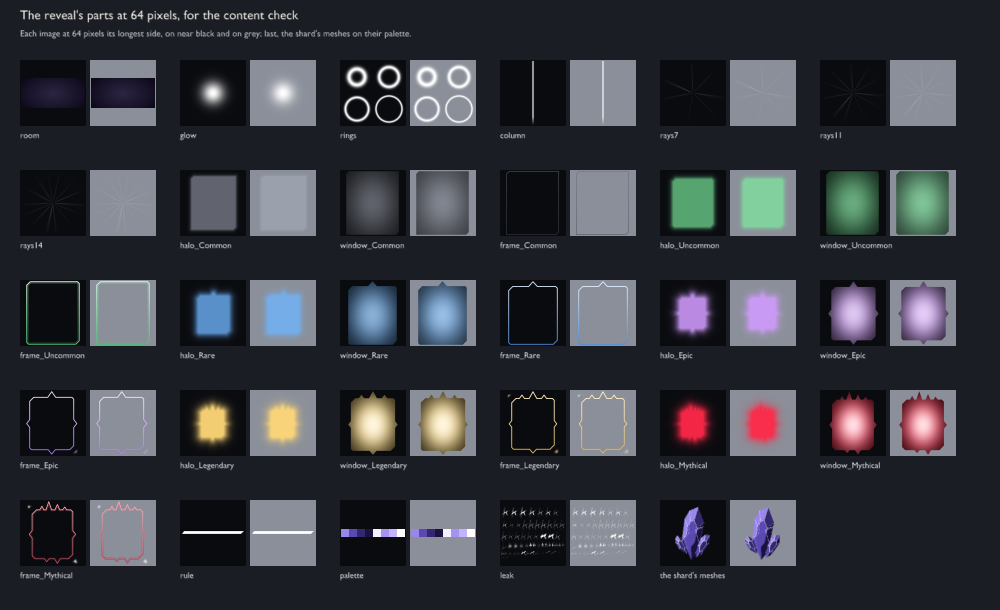 The reveal's parts at 64 pixels, for the content check
Each image at 64 pixels its longest side, on near black and on grey; last, the shard's meshes on their palette.
room
glow
rings
column
rays7
rays11
rays14
halo_Common
window_Common
frame_Common
halo_Uncommon
window_Uncommon
frame_Uncommon
halo_Rare
window_Rare
frame_Rare
halo_Epic
window_Epic
frame_Epic
halo_Legendary
window_Legendary
frame_Legendary
halo_Mythical
window_Mythical
frame_Mythical
rule
palette
leak
the shard's meshes